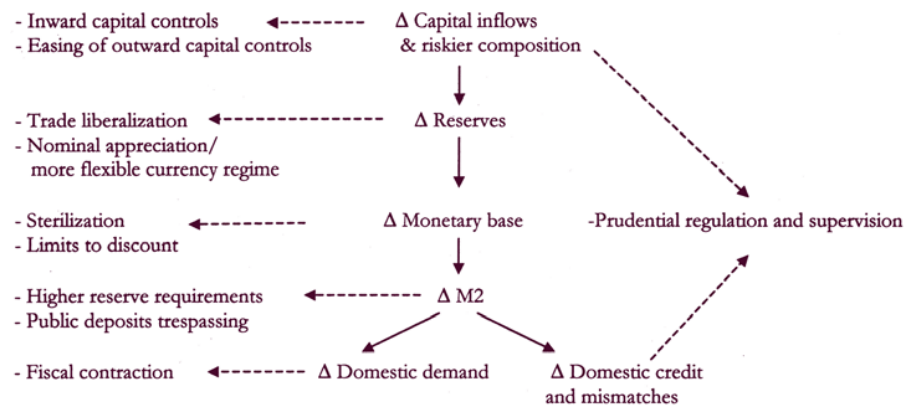 - Inward capital controls
- Easing of outward capital controls
Δ Capital inflows
& riskier composition
- Trade liberalization
- Nominal appreciation/
more flexible currency regime
Δ Reserves
- Sterilization
- Limits to discount
Δ Monetary base
-Prudential regulation and supervision
- Higher reserve requirements
- Public deposits trespassing
Δ M2
- Fiscal contraction
Δ Domestic demand
Δ Domestic credit
and mismatches